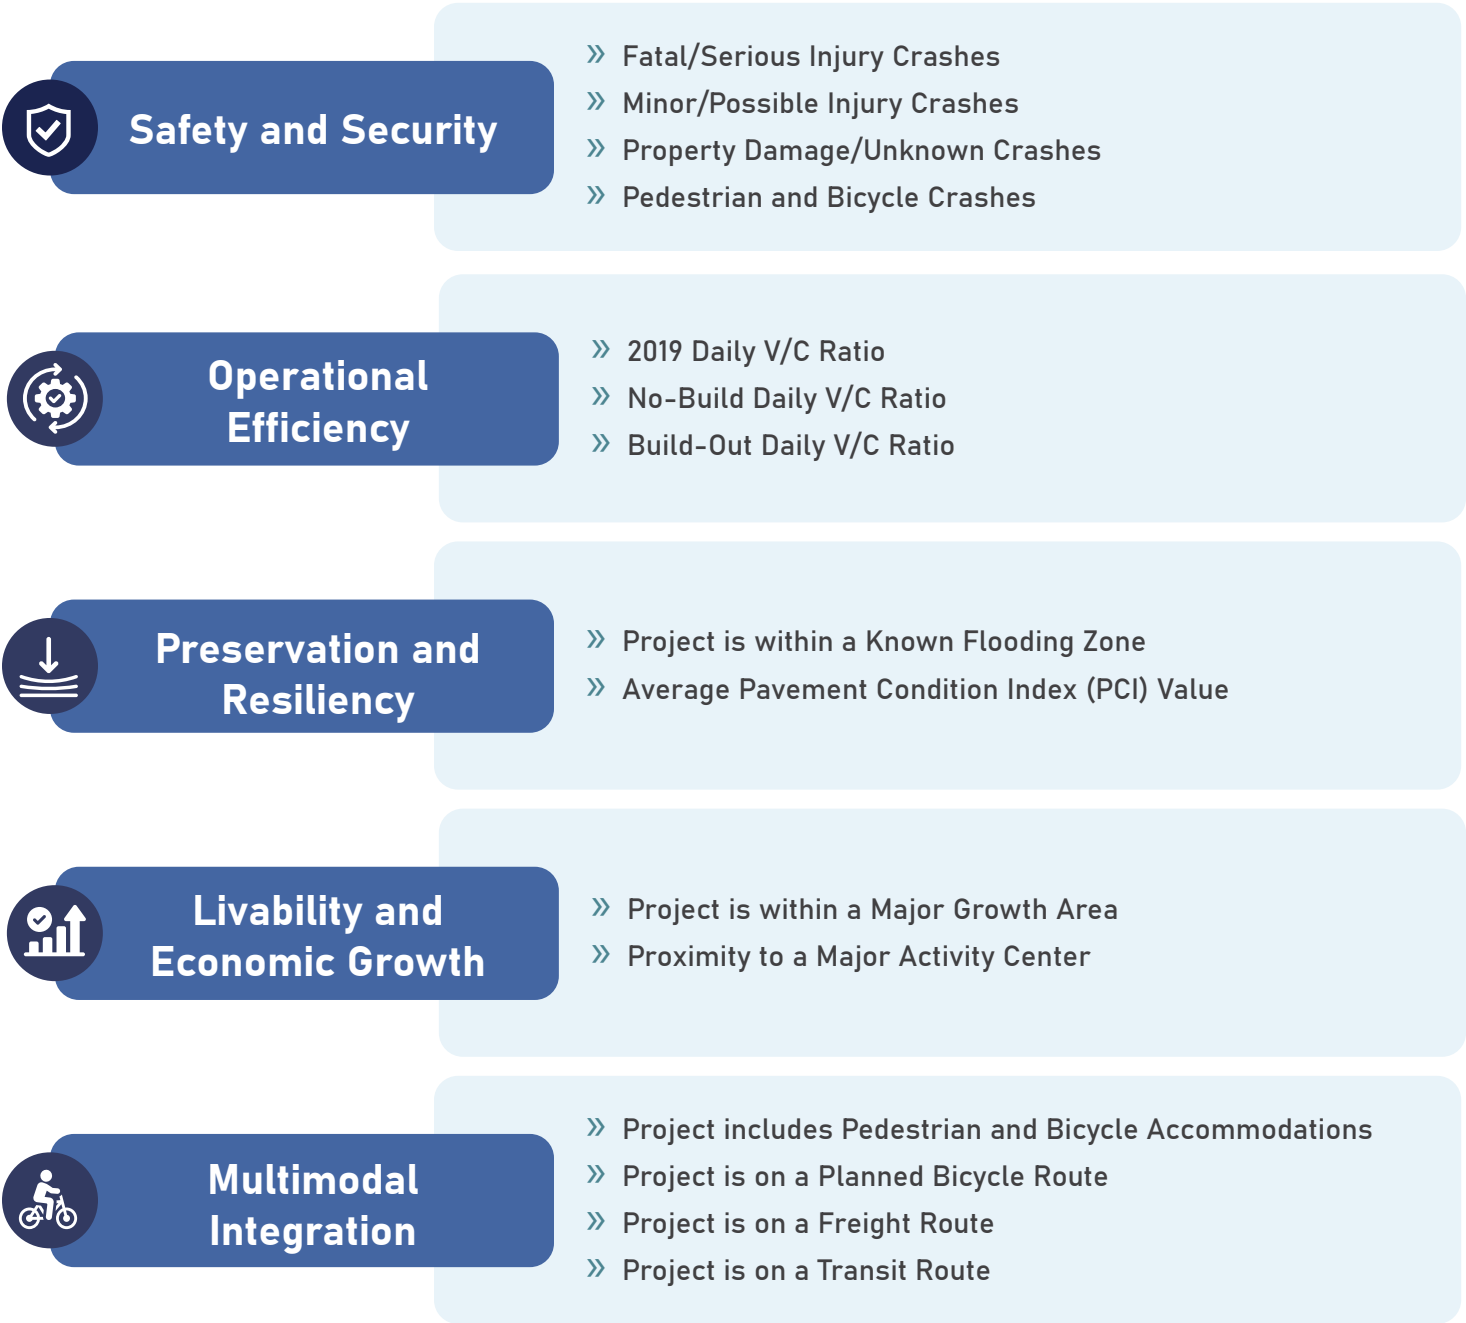 Safety and Security
» Fatal/Serious Injury Crashes
» Minor/Possible Injury Crashes
» Property Damage/Unknown Crashes
» Pedestrian and Bicycle Crashes
Operational
Efficiency
» 2019 Daily V/C Ratio
» No-Build Daily V/C Ratio
» Build-Out Daily V/C Ratio
Preservation and
Resiliency
» Project is within a Known Flooding Zone
» Average Pavement Condition Index (PCI) Value
Livability and
Economic Growth
» Project is within a Major Growth Area
» Proximity to a Major Activity Center
Multimodal
Integration
» Project includes Pedestrian and Bicycle Accommodations
» Project is on a Planned Bicycle Route
» Project is on a Freight Route
» Project is on a Transit Route